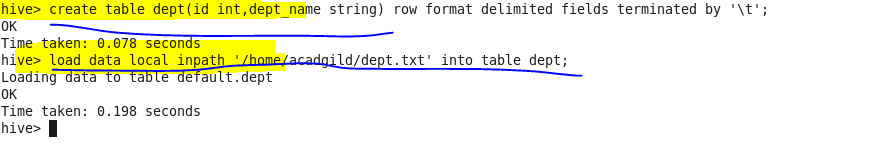 hive> create table dept(id int,dept_name string) row format delimited fields terminated by '\t';
OK
Time taken: 0.078 seconds
hive> load data local inpath '/home/acadgild/dept.txt' into table dept;
Loading data to table default.dept
OK
Time taken: 0.198 seconds
hive>